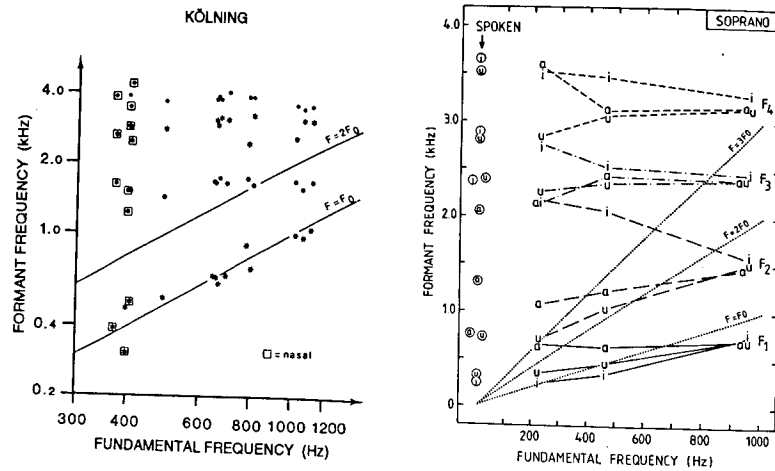 KÖLNING
FORMANT FREQUENCY (kHz)
4.0
2.0
1.0
0.4
0.2
F=2F₀
F=F₀
□ = nasal
300 400 600 800 1000 1200
FUNDAMENTAL FREQUENCY (Hz)
SPOKEN
SOPRANO
FORMANT FREQUENCY (kHz)
4.0
3.0
2.0
1.0
0
i
u
i
u
i a
a
u
a u
u
i
a
i
i
i
F₄
a
u
u
a
u
i
i
i
F₃
u
a
u
a u
a i
i
i
F₂
a
a
u
u
a u
a
a
F₁
u
u
i
i
i
a u
F=3F0
F=2F0
F=F0
200 400 600 800 1000
FUNDAMENTAL FREQUENCY (Hz)